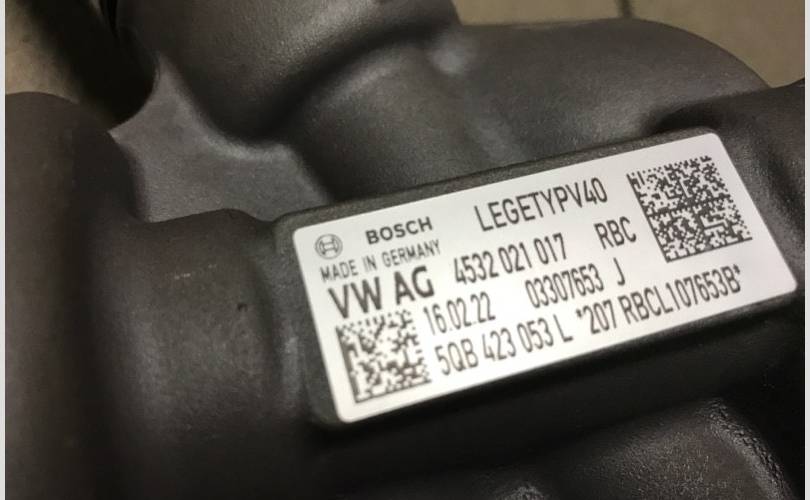 BOSCH LEGETYPV40
MADE IN GERMANY
VW AG 4532 021 017 RBC
16.02.22 03307653 J
5QB 423 053 L *207 RBCL107653B*